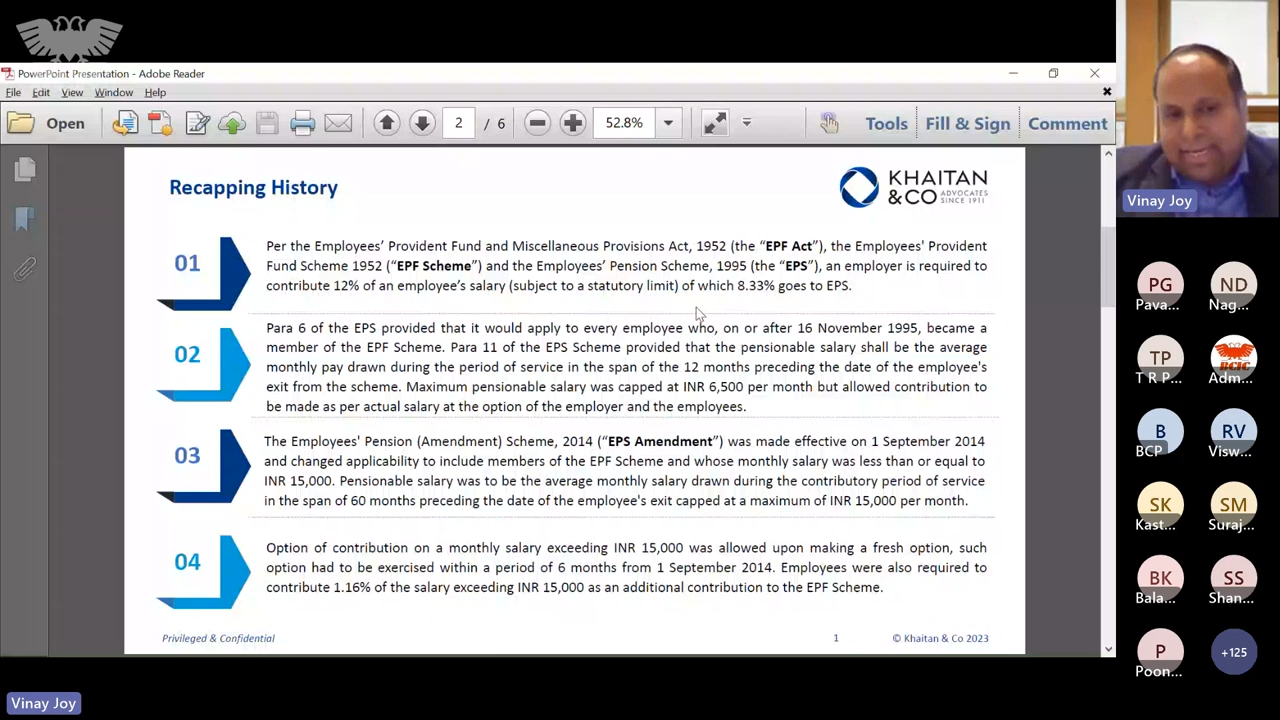 PowerPoint Presentation - Adobe Reader
File Edit View Window Help
Open
2 / 6
52.8%
Tools
Fill & Sign
Comment
Recapping History
KHAITAN
& CO ADVOCATES
SINCE 1911
01
Per the Employees' Provident Fund and Miscellaneous Provisions Act, 1952 (the “EPF Act”), the Employees' Provident
Fund Scheme 1952 (“EPF Scheme”) and the Employees’ Pension Scheme, 1995 (the “EPS”), an employer is required to
contribute 12% of an employee’s salary (subject to a statutory limit) of which 8.33% goes to EPS.
02
Para 6 of the EPS provided that it would apply to every employee who, on or after 16 November 1995, became a
member of the EPF Scheme. Para 11 of the EPS Scheme provided that the pensionable salary shall be the average
monthly pay drawn during the period of service in the span of the 12 months preceding the date of the employee's
exit from the scheme. Maximum pensionable salary was capped at INR 6,500 per month but allowed contribution to
be made as per actual salary at the option of the employer and the employees.
03
The Employees' Pension (Amendment) Scheme, 2014 (“EPS Amendment”) was made effective on 1 September 2014
and changed applicability to include members of the EPF Scheme and whose monthly salary was less than or equal to
INR 15,000. Pensionable salary was to be the average monthly salary drawn during the contributory period of service
in the span of 60 months preceding the date of the employee's exit capped at a maximum of INR 15,000 per month.
04
Option of contribution on a monthly salary exceeding INR 15,000 was allowed upon making a fresh option, such
option had to be exercised within a period of 6 months from 1 September 2014. Employees were also required to
contribute 1.16% of the salary exceeding INR 15,000 as an additional contribution to the EPF Scheme.
Privileged & Confidential
1
© Khaitan & Co 2023
Vinay Joy
Vinay Joy
PG
Pava...
ND
Nag...
TP
T R P...
BCIC
Adm...
B
BCP
RV
Visw...
SK
Kast...
SM
Suraj...
BK
Bala...
SS
Shan...
P
Poon...
+125